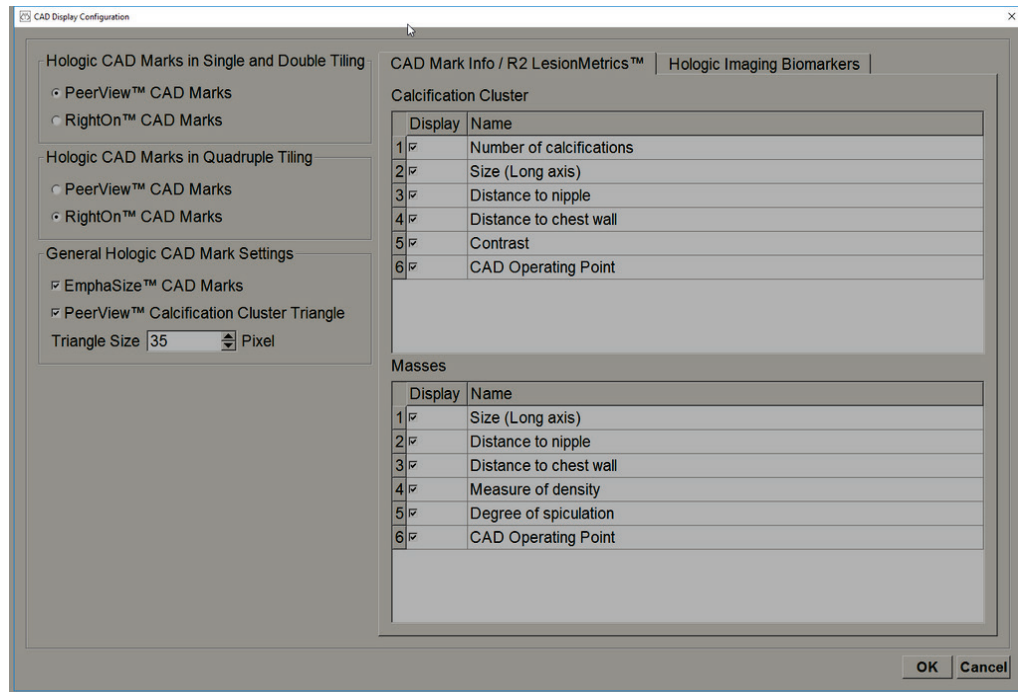 CAD Display Configuration
Hologic CAD Marks in Single and Double Tiling
PeerView™ CAD Marks
RightOn™ CAD Marks
Hologic CAD Marks in Quadruple Tiling
PeerView™ CAD Marks
RightOn™ CAD Marks
General Hologic CAD Mark Settings
EmphaSize™ CAD Marks
PeerView™ Calcification Cluster Triangle
Triangle Size 35 Pixel
CAD Mark Info / R2 LesionMetrics™ Hologic Imaging Biomarkers
Calcification Cluster
Display Name
1 Number of calcifications
2 Size (Long axis)
3 Distance to nipple
4 Distance to chest wall
5 Contrast
6 CAD Operating Point
Masses
Display Name
1 Size (Long axis)
2 Distance to nipple
3 Distance to chest wall
4 Measure of density
5 Degree of spiculation
6 CAD Operating Point
OK Cancel